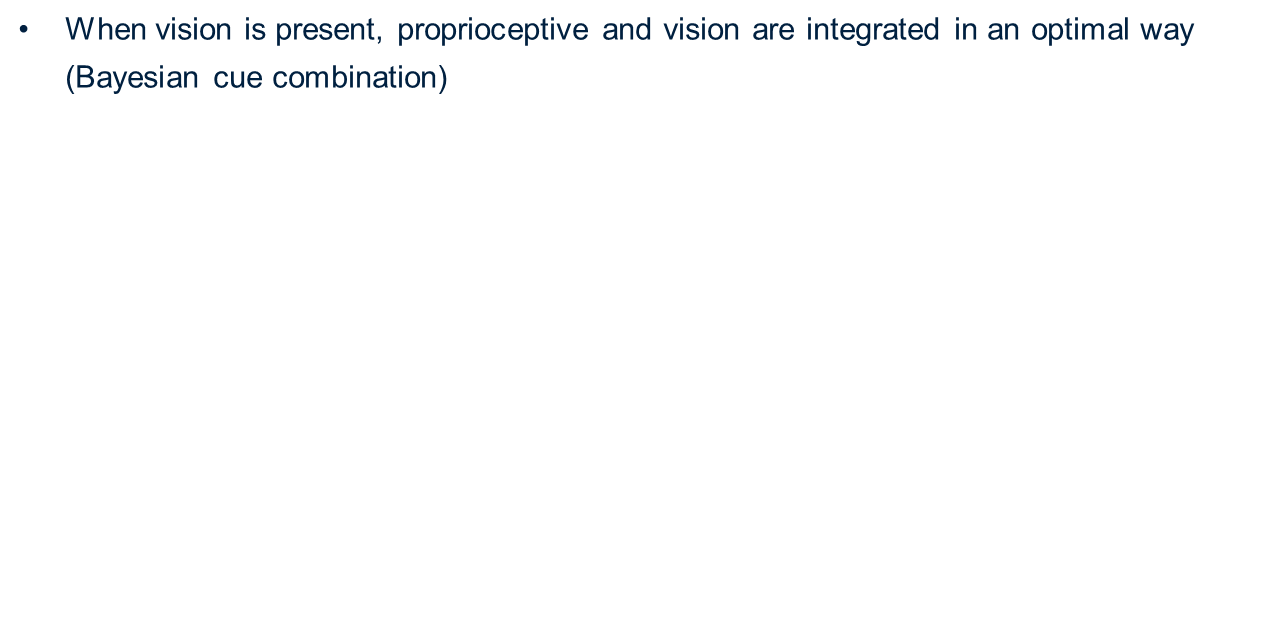 • When vision is present, proprioceptive and vision are integrated in an optimal way
(Bayesian cue combination)